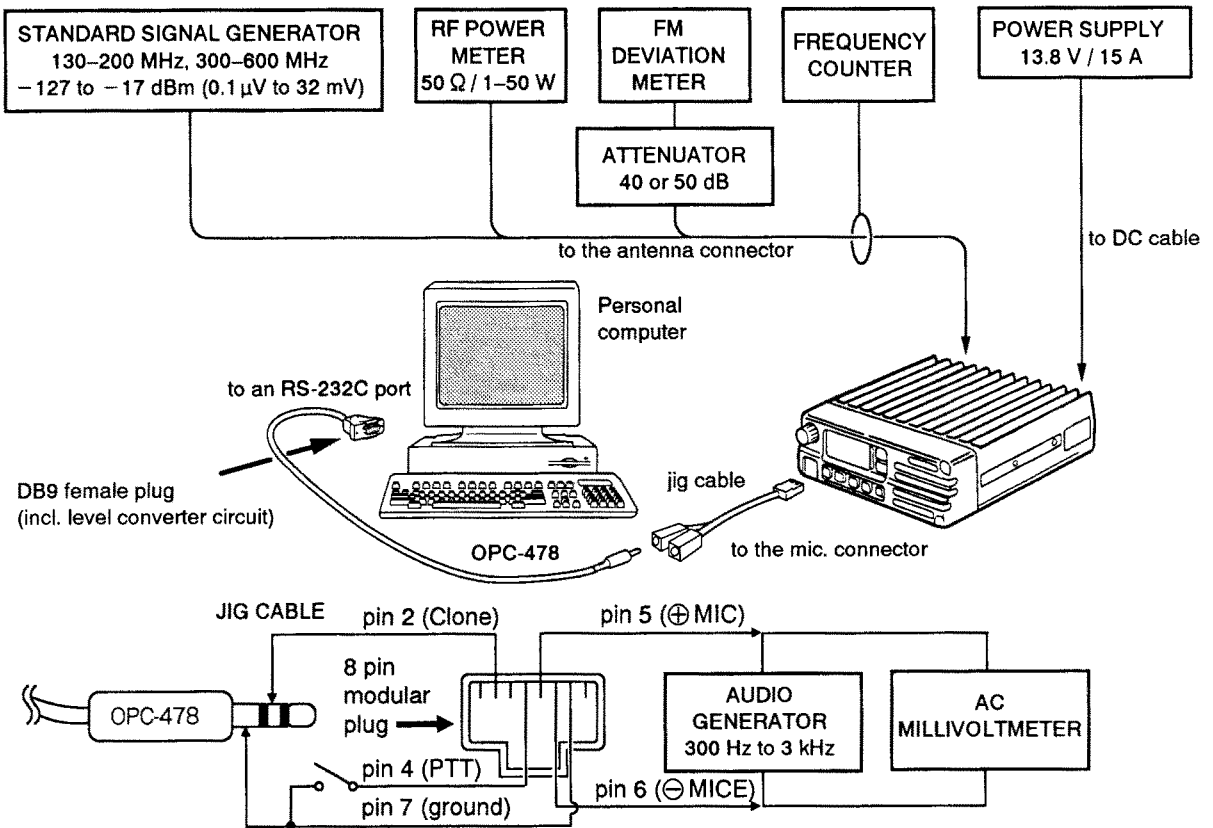 STANDARD SIGNAL GENERATOR
130–200 MHz, 300–600 MHz
−127 to −17 dBm (0.1 µV to 32 mV)
RF POWER
METER
50 Ω / 1–50 W
FM
DEVIATION
METER
FREQUENCY
COUNTER
POWER SUPPLY
13.8 V / 15 A
ATTENUATOR
40 or 50 dB
to the antenna connector
to DC cable
Personal
computer
to an RS-232C port
DB9 female plug
(incl. level converter circuit)
OPC-478
jig cable
to the mic. connector
JIG CABLE
pin 2 (Clone)
pin 5 (⊕ MIC)
8 pin
modular
plug
OPC-478
AUDIO
GENERATOR
300 Hz to 3 kHz
AC
MILLIVOLTMETER
pin 4 (PTT)
pin 7 (ground)
pin 6 (⊖ MICE)